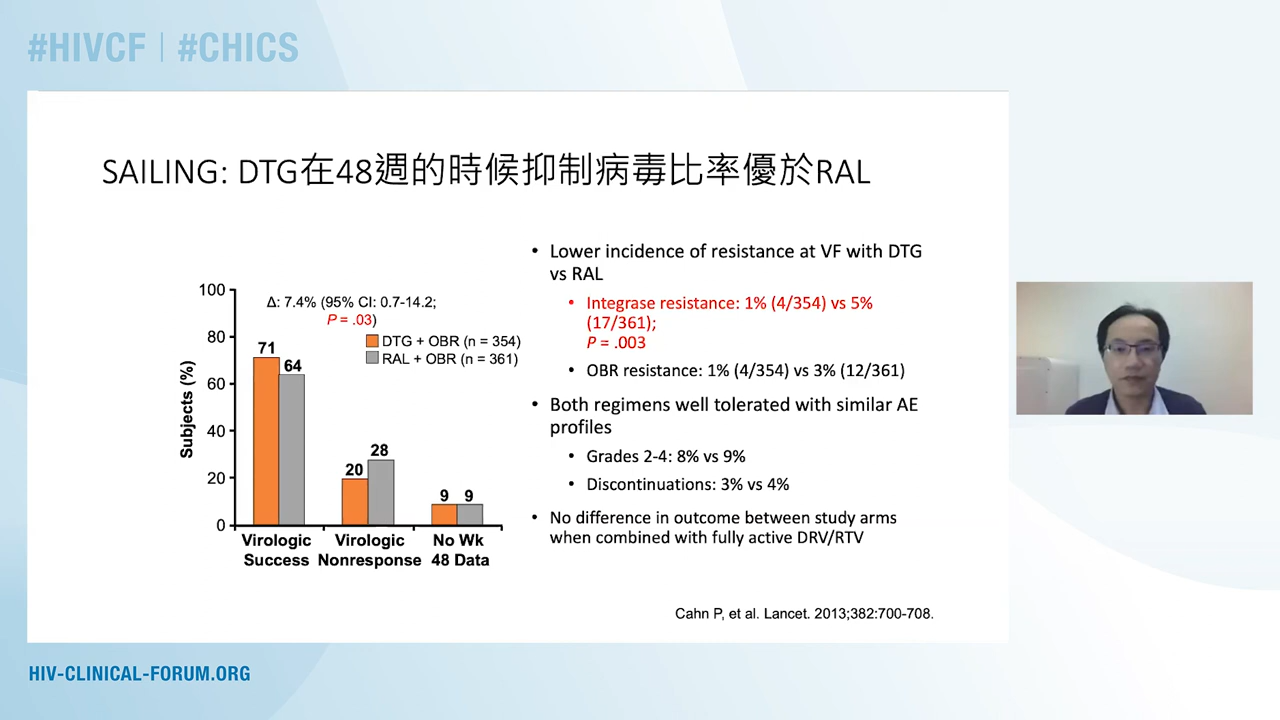 #HIVCF | #CHICS
SAILING: DTG在48週的時候抑制病毒比率優於RAL
100
80
60
40
20
0
Subjects (%)
Δ: 7.4% (95% CI: 0.7-14.2;
P = .03)
DTG + OBR (n = 354)
RAL + OBR (n = 361)
71
64
20
28
9
9
Virologic
Success
Virologic
Nonresponse
No Wk
48 Data
• Lower incidence of resistance at VF with DTG
vs RAL
• Integrase resistance: 1% (4/354) vs 5%
(17/361);
P = .003
• OBR resistance: 1% (4/354) vs 3% (12/361)
• Both regimens well tolerated with similar AE
profiles
• Grades 2-4: 8% vs 9%
• Discontinuations: 3% vs 4%
• No difference in outcome between study arms
when combined with fully active DRV/RTV
Cahn P, et al. Lancet. 2013;382:700-708.
HIV-CLINICAL-FORUM.ORG